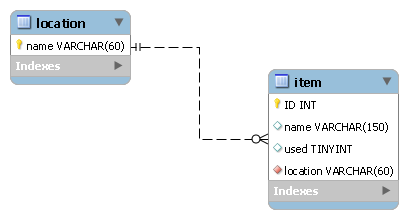 location
name VARCHAR(60)
Indexes
item
ID INT
name VARCHAR(150)
used TINYINT
location VARCHAR(60)
Indexes